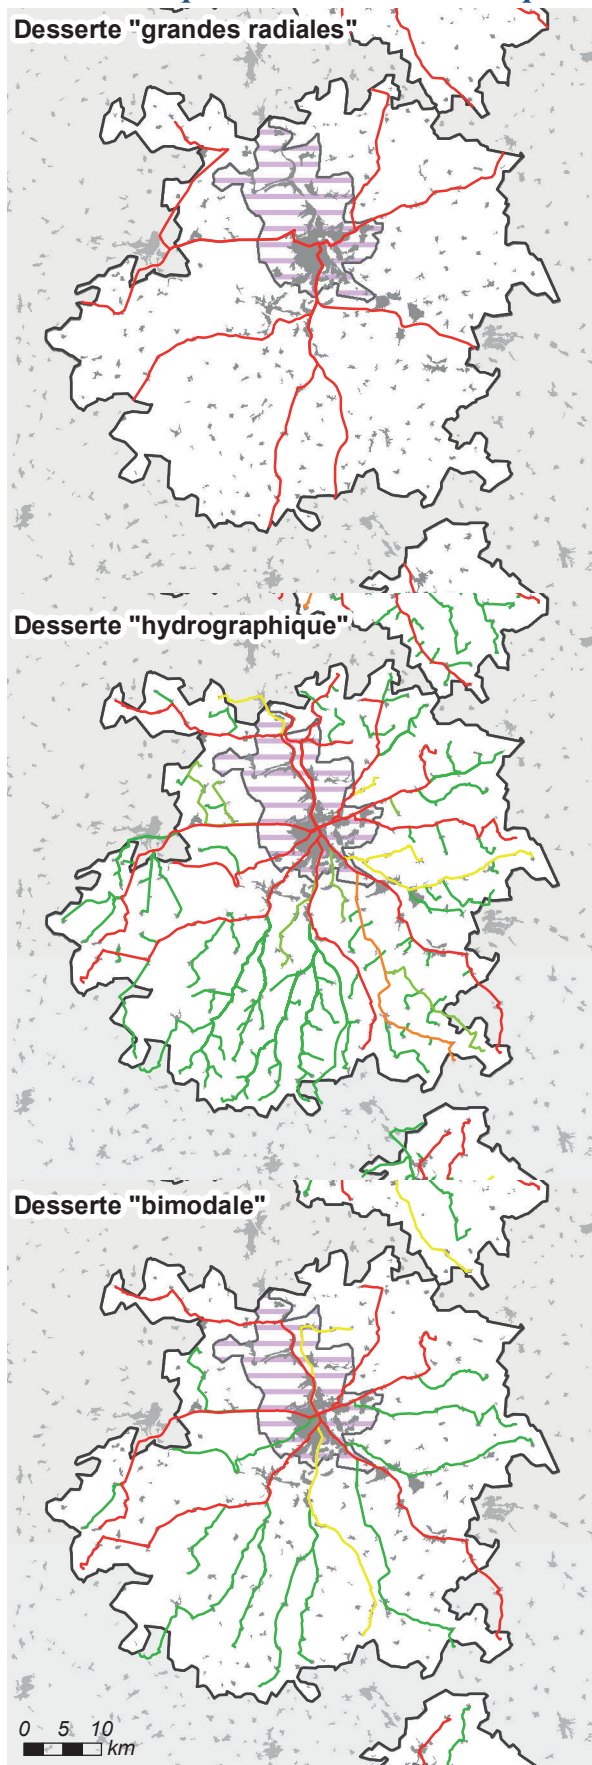 Desserte "grandes radiales"
Desserte "hydrographique"
Desserte "bimodale"
0 5 10
km